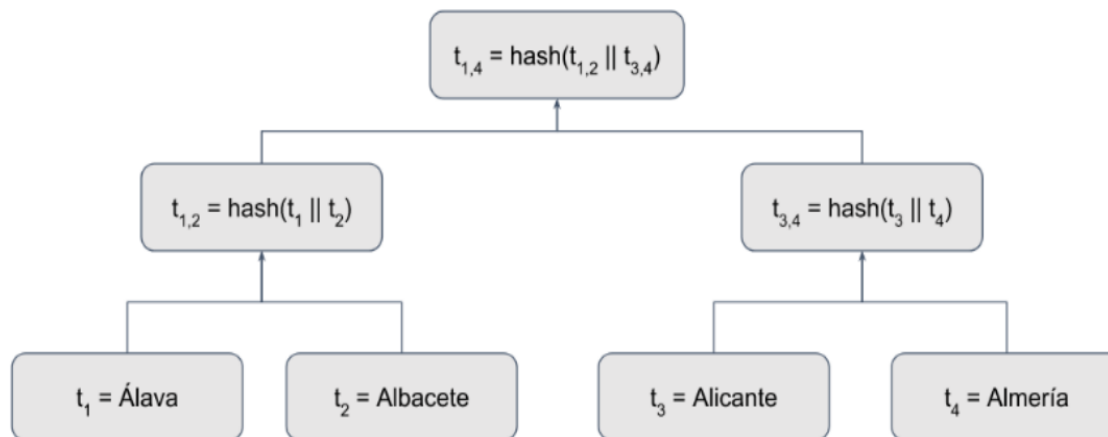 t1,4 = hash(t1,2 || t3,4)
t1,2 = hash(t1 || t2)
t3,4 = hash(t3 || t4)
t1 = Álava
t2 = Albacete
t3 = Alicante
t4 = Almería